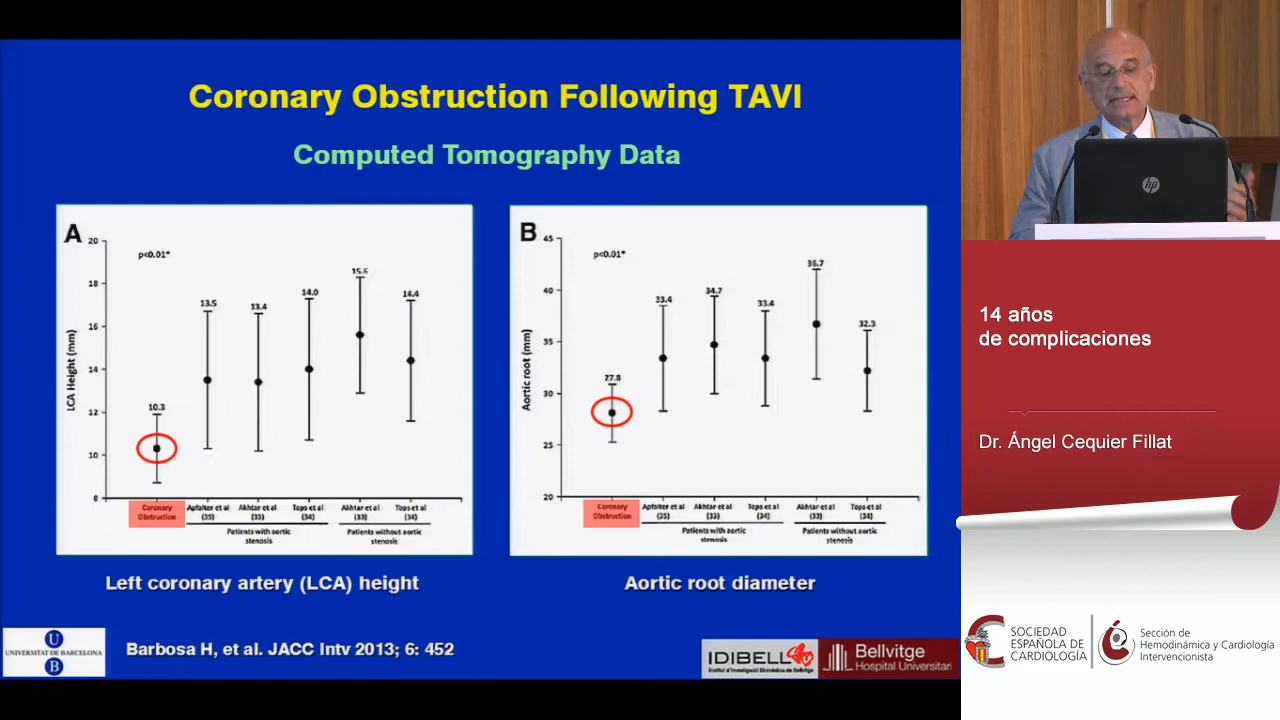 Coronary Obstruction Following TAVI
Computed Tomography Data
A
p<0.01*
LCA Height (mm)
20
18
16
14
12
10
8
10.3
13.5
13.4
14.0
15.6
14.4
Coronary
Obstruction
Apfalter et al
(35)
Akhtar et al
(33)
Tops et al
(34)
Akhtar et al
(33)
Tops et al
(34)
Patients with aortic
stenosis
Patients without aortic
stenosis
Left coronary artery (LCA) height
B
p<0.01*
Aortic root (mm)
45
40
35
30
25
20
27.8
33.4
34.7
33.4
36.7
32.3
Coronary
Obstruction
Apfalter et al
(25)
Akhtar et al
(33)
Tops et al
(34)
Akhtar et al
(33)
Tops et al
(34)
Patients with aortic
stenosis
Patients without aortic
stenosis
Aortic root diameter
U
UNIVERSITAT DE BARCELONA
B
Barbosa H, et al. JACC Intv 2013; 6: 452
IDIBELL
Institut d'Investigació Biomèdica de Bellvitge
Bellvitge
Hospital Universitari
hp
14 años
de complicaciones
Dr. Ángel Cequier Fillat
SOCIEDAD
ESPAÑOLA DE
CARDIOLOGÍA
Sección de
Hemodinámica y Cardiología
Intervencionista